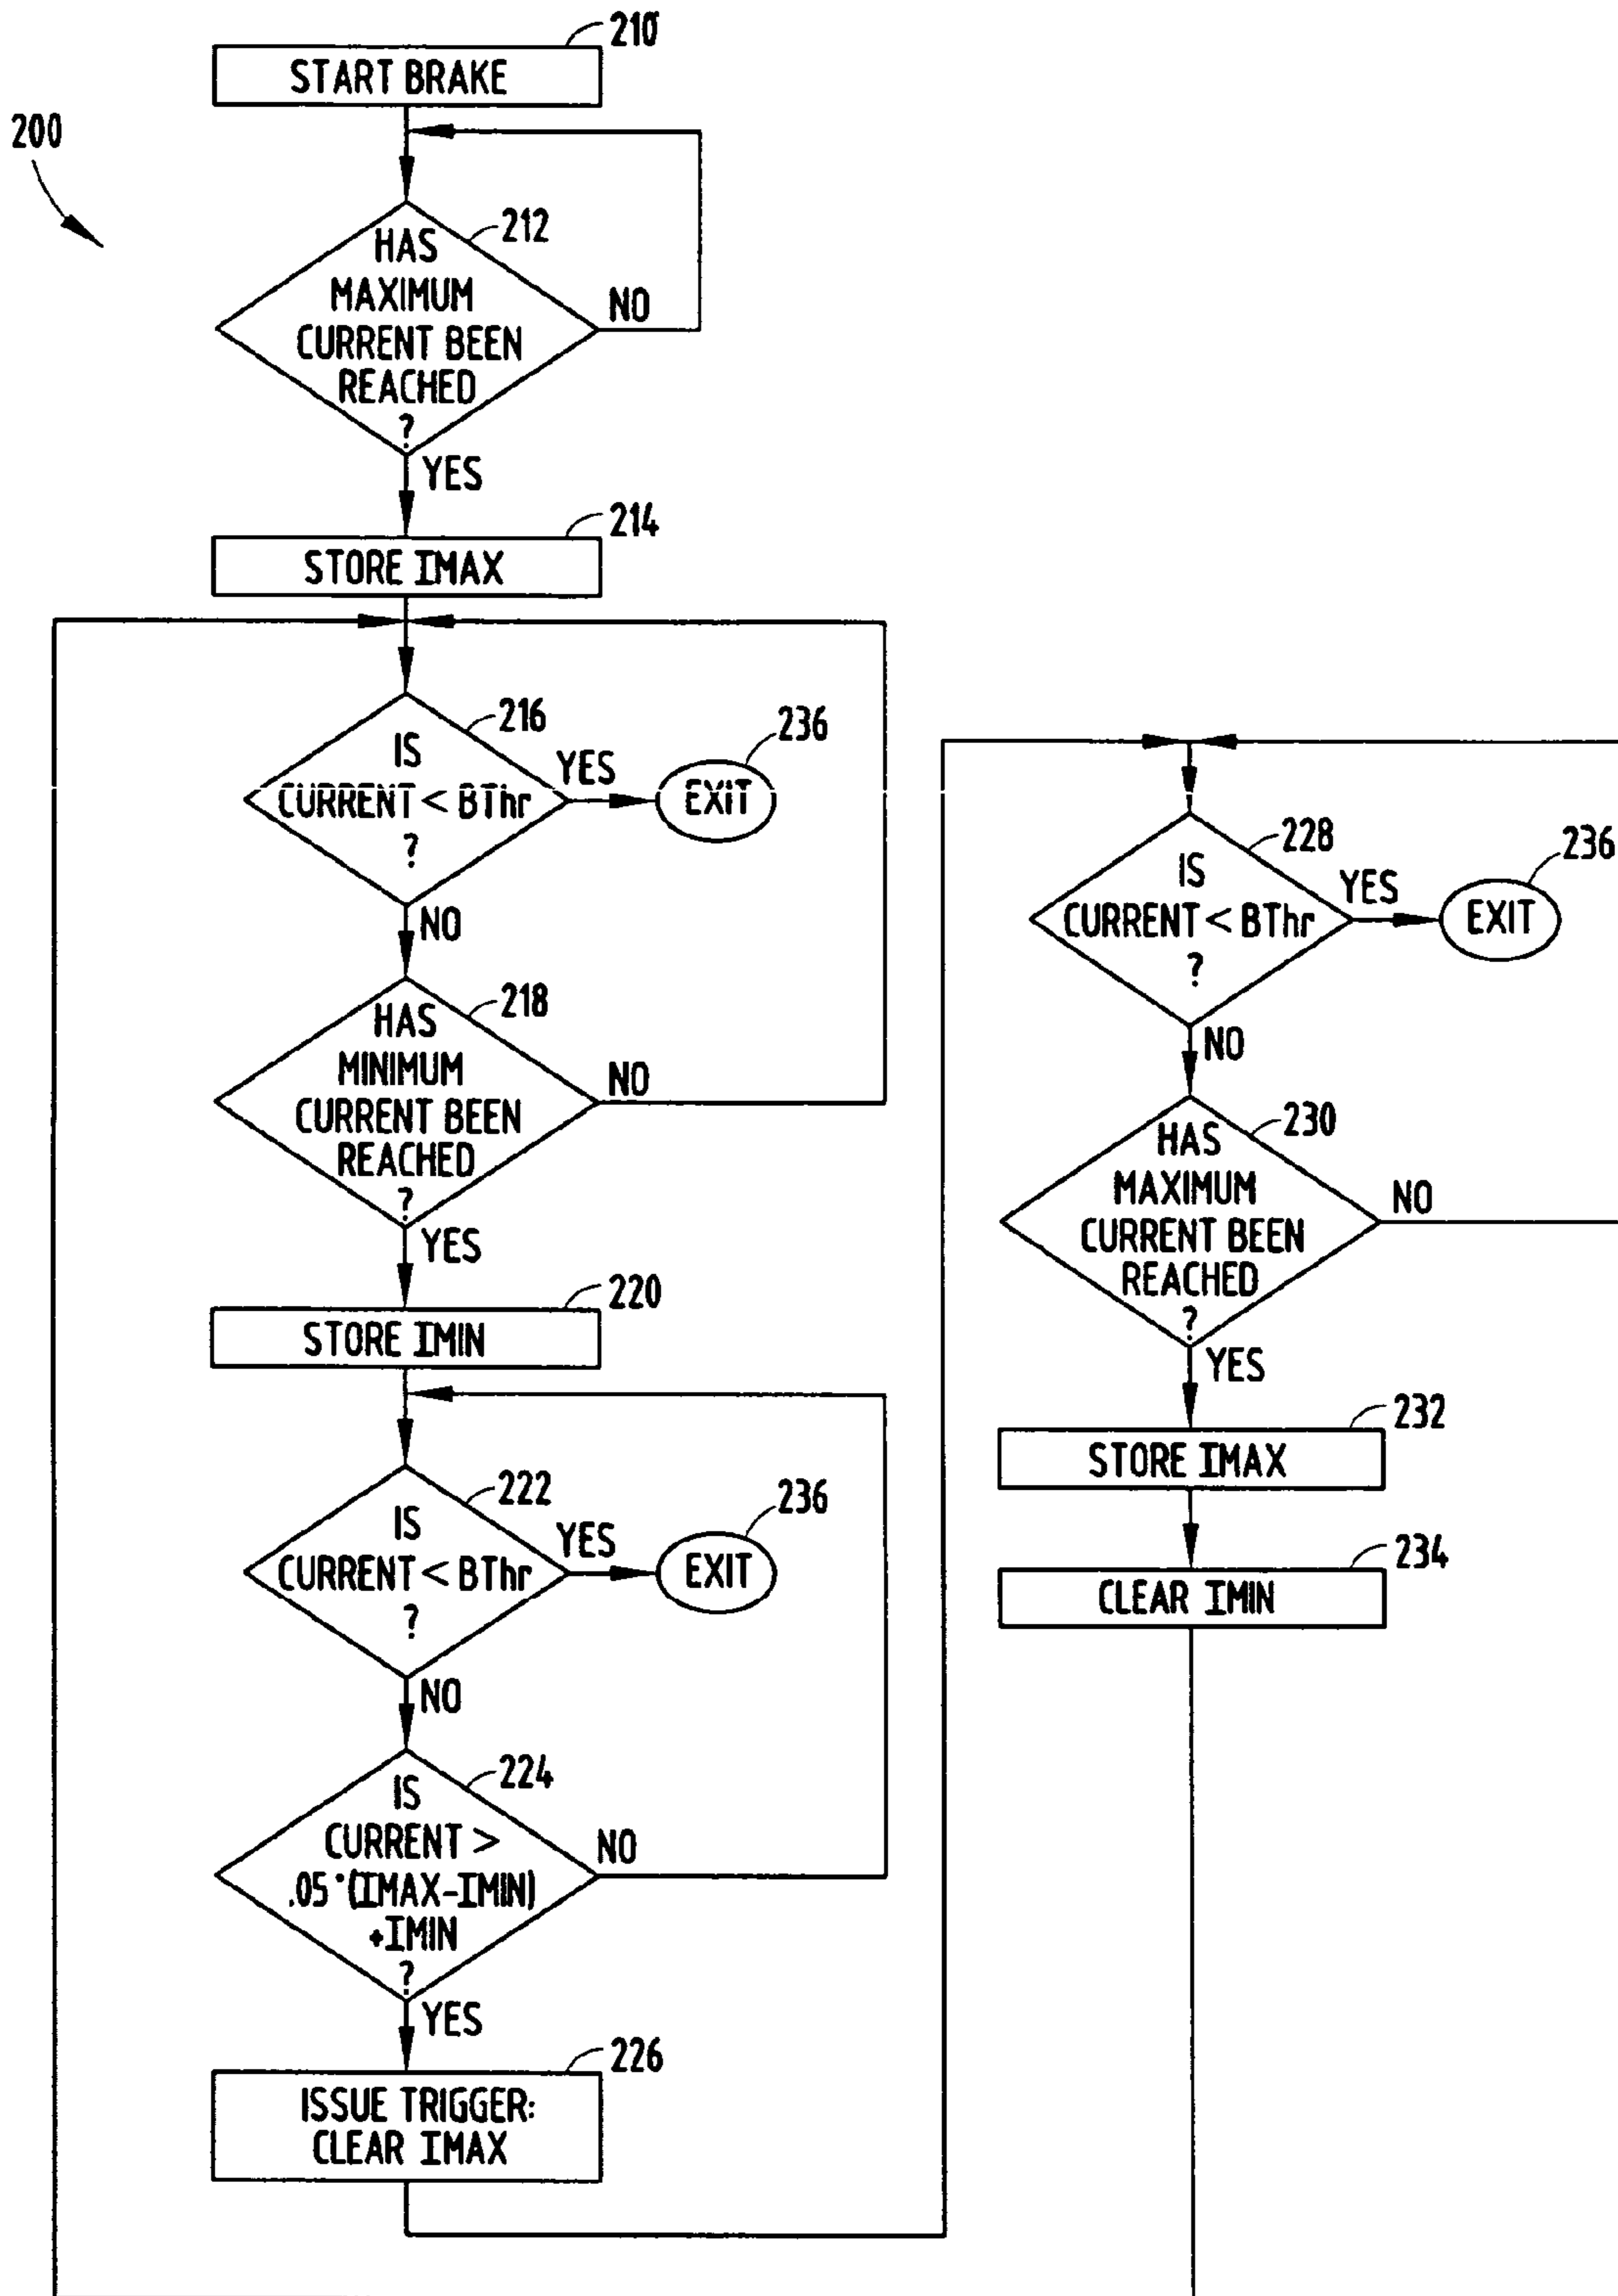 210
START BRAKE
200
212
HAS
MAXIMUM
CURRENT BEEN
REACHED
?
NO
YES
214
STORE IMAX
216
IS
CURRENT < BThr
?
YES
236
EXIT
NO
218
HAS
MINIMUM
CURRENT BEEN
REACHED
?
NO
YES
220
STORE IMIN
222
IS
CURRENT < BThr
?
YES
236
EXIT
NO
224
IS
CURRENT >
.05*(IMAX-IMIN)
+IMIN
?
NO
YES
226
ISSUE TRIGGER:
CLEAR IMAX
228
IS
CURRENT < BThr
?
YES
236
EXIT
NO
230
HAS
MAXIMUM
CURRENT BEEN
REACHED
?
NO
YES
232
STORE IMAX
234
CLEAR IMIN